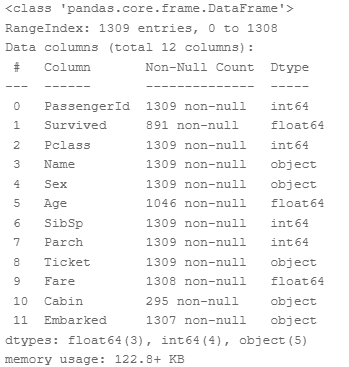 <class 'pandas.core.frame.DataFrame'>
RangeIndex: 1309 entries, 0 to 1308
Data columns (total 12 columns):
 #   Column       Non-Null Count  Dtype
---  ------       --------------  -----
 0   PassengerId  1309 non-null   int64
 1   Survived     891 non-null    float64
 2   Pclass       1309 non-null   int64
 3   Name         1309 non-null   object
 4   Sex          1309 non-null   object
 5   Age          1046 non-null   float64
 6   SibSp        1309 non-null   int64
 7   Parch        1309 non-null   int64
 8   Ticket       1309 non-null   object
 9   Fare         1308 non-null   float64
 10  Cabin        295 non-null    object
 11  Embarked     1307 non-null   object
dtypes: float64(3), int64(4), object(5)
memory usage: 122.8+ KB